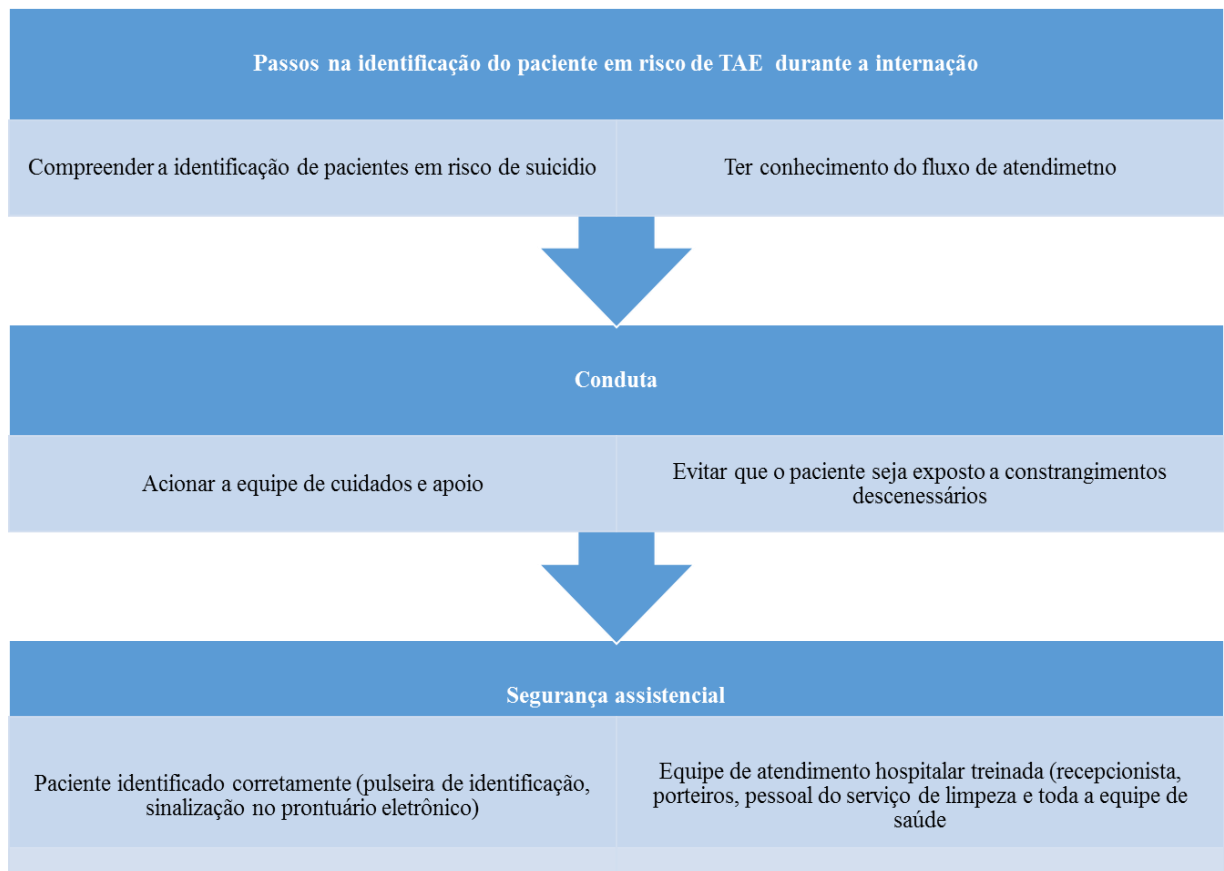 Passos na identificação do paciente em risco de TAE durante a internação
Compreender a identificação de pacientes em risco de suicidio
Ter conhecimento do fluxo de atendimetno
Conduta
Acionar a equipe de cuidados e apoio
Evitar que o paciente seja exposto a constrangimentos
descenessários
Segurança assistencial
Paciente identificado corretamente (pulseira de identificação,
sinalização no prontuário eletrônico)
Equipe de atendimento hospitalar treinada (recepcionista,
porteiros, pessoal do serviço de limpeza e toda a equipe de
saúde